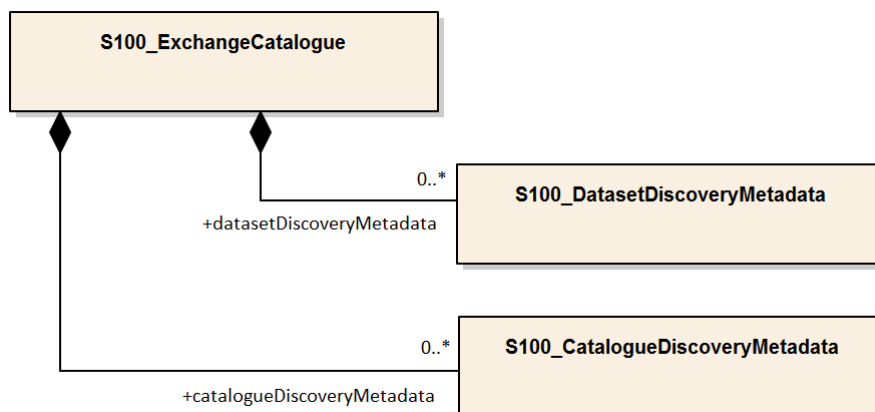 S100_ExchangeCatalogue
0..*
S100_DatasetDiscoveryMetadata
+datasetDiscoveryMetadata
0..*
S100_CatalogueDiscoveryMetadata
+catalogueDiscoveryMetadata